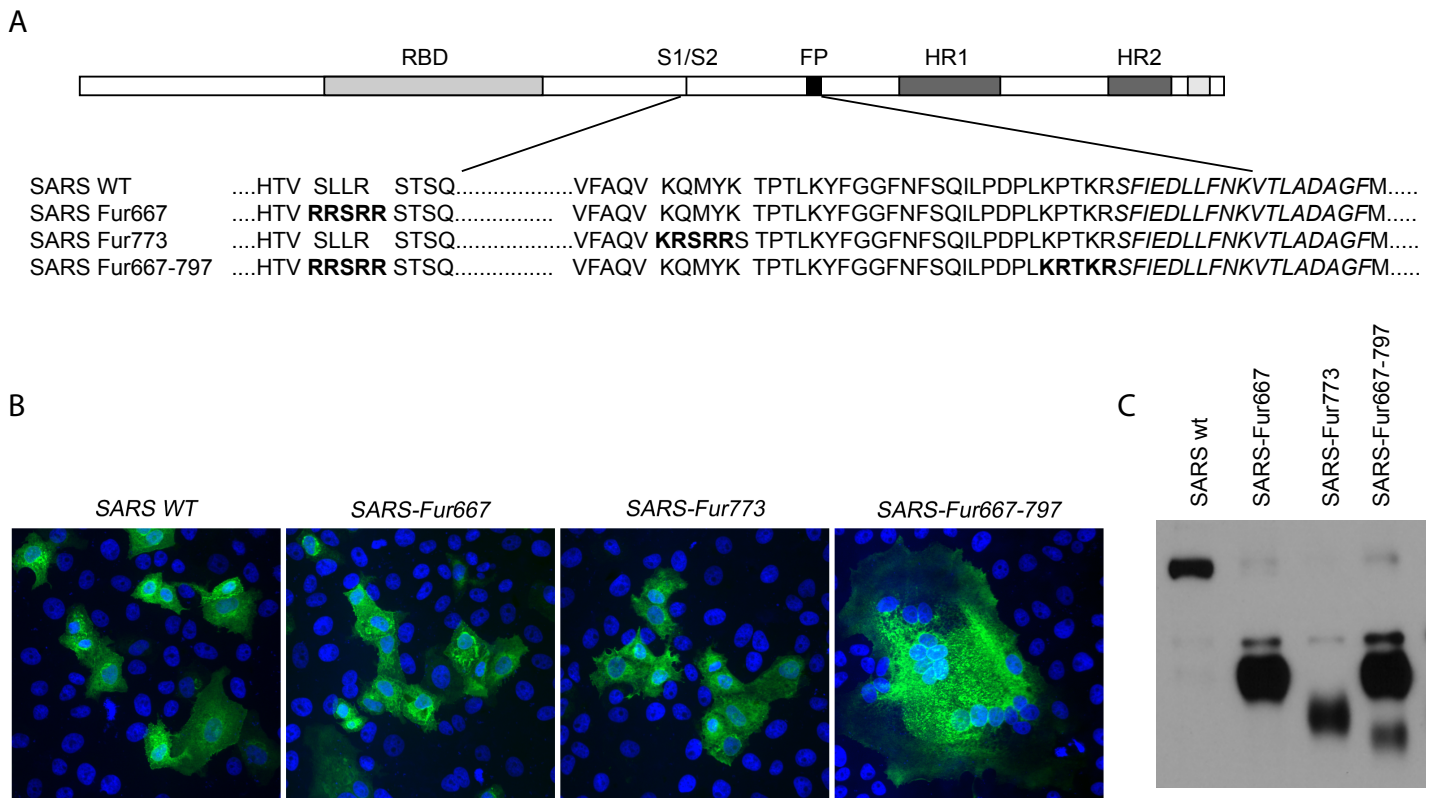 A
RBD S1/S2 FP HR1 HR2
SARS WT ....HTV SLLR STSQ....................VFAQV KQMYK TPTLKYFGGFNFSQILPDPLKPTKRSFIEDLLFNKVTLADAGFM.....
SARS Fur667 ....HTV RRSRR STSQ................. VFAQV KQMYK TPTLKYFGGFNFSQILPDPLKPTKRSFIEDLLFNKVTLADAGFM.....
SARS Fur773 ....HTV SLLR STSQ................. VFAQV KRSRRS TPTLKYFGGFNFSQILPDPLKPTKRSFIEDLLFNKVTLADAGFM.....
SARS Fur667-797 ....HTV RRSRR STSQ................. VFAQV KQMYK TPTLKYFGGFNFSQILPDPLKRTKRSFIEDLLFNKVTLADAGFM.....
B
SARS WT SARS-Fur667 SARS-Fur773 SARS-Fur667-797
C
SARS wt
SARS-Fur667
SARS-Fur773
SARS-Fur667-797